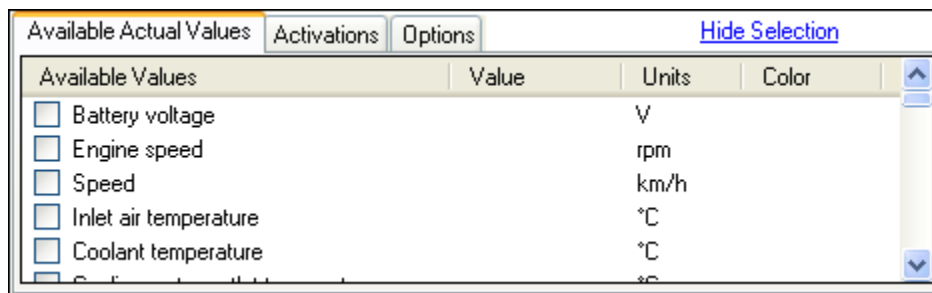 Available Actual Values Activations Options Hide Selection
Available Values Value Units Color
Battery voltage V
Engine speed rpm
Speed km/h
Inlet air temperature °C
Coolant temperature °C